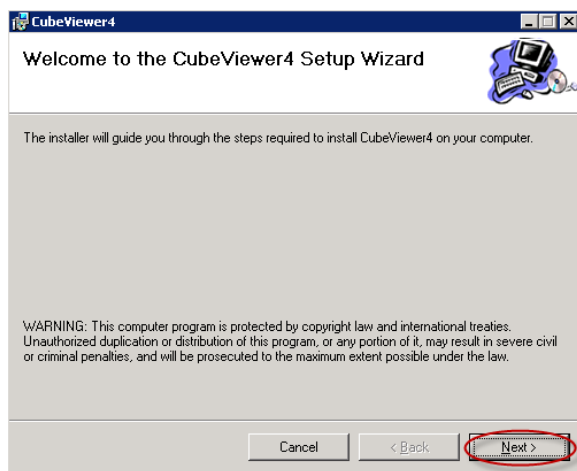 CubeViewer4
Welcome to the CubeViewer4 Setup Wizard
The installer will guide you through the steps required to install CubeViewer4 on your computer.
WARNING: This computer program is protected by copyright law and international treaties.
Unauthorized duplication or distribution of this program, or any portion of it, may result in severe civil
or criminal penalties, and will be prosecuted to the maximum extent possible under the law.
Cancel
< Back
Next >